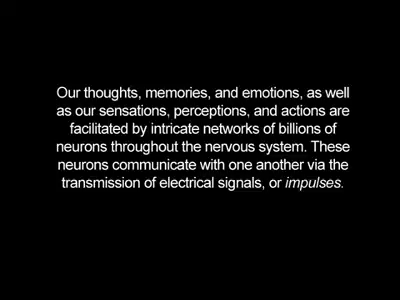 Our thoughts, memories, and emotions, as well
as our sensations, perceptions, and actions are
facilitated by intricate networks of billions of
neurons throughout the nervous system. These
neurons communicate with one another via the
transmission of electrical signals, or impulses.